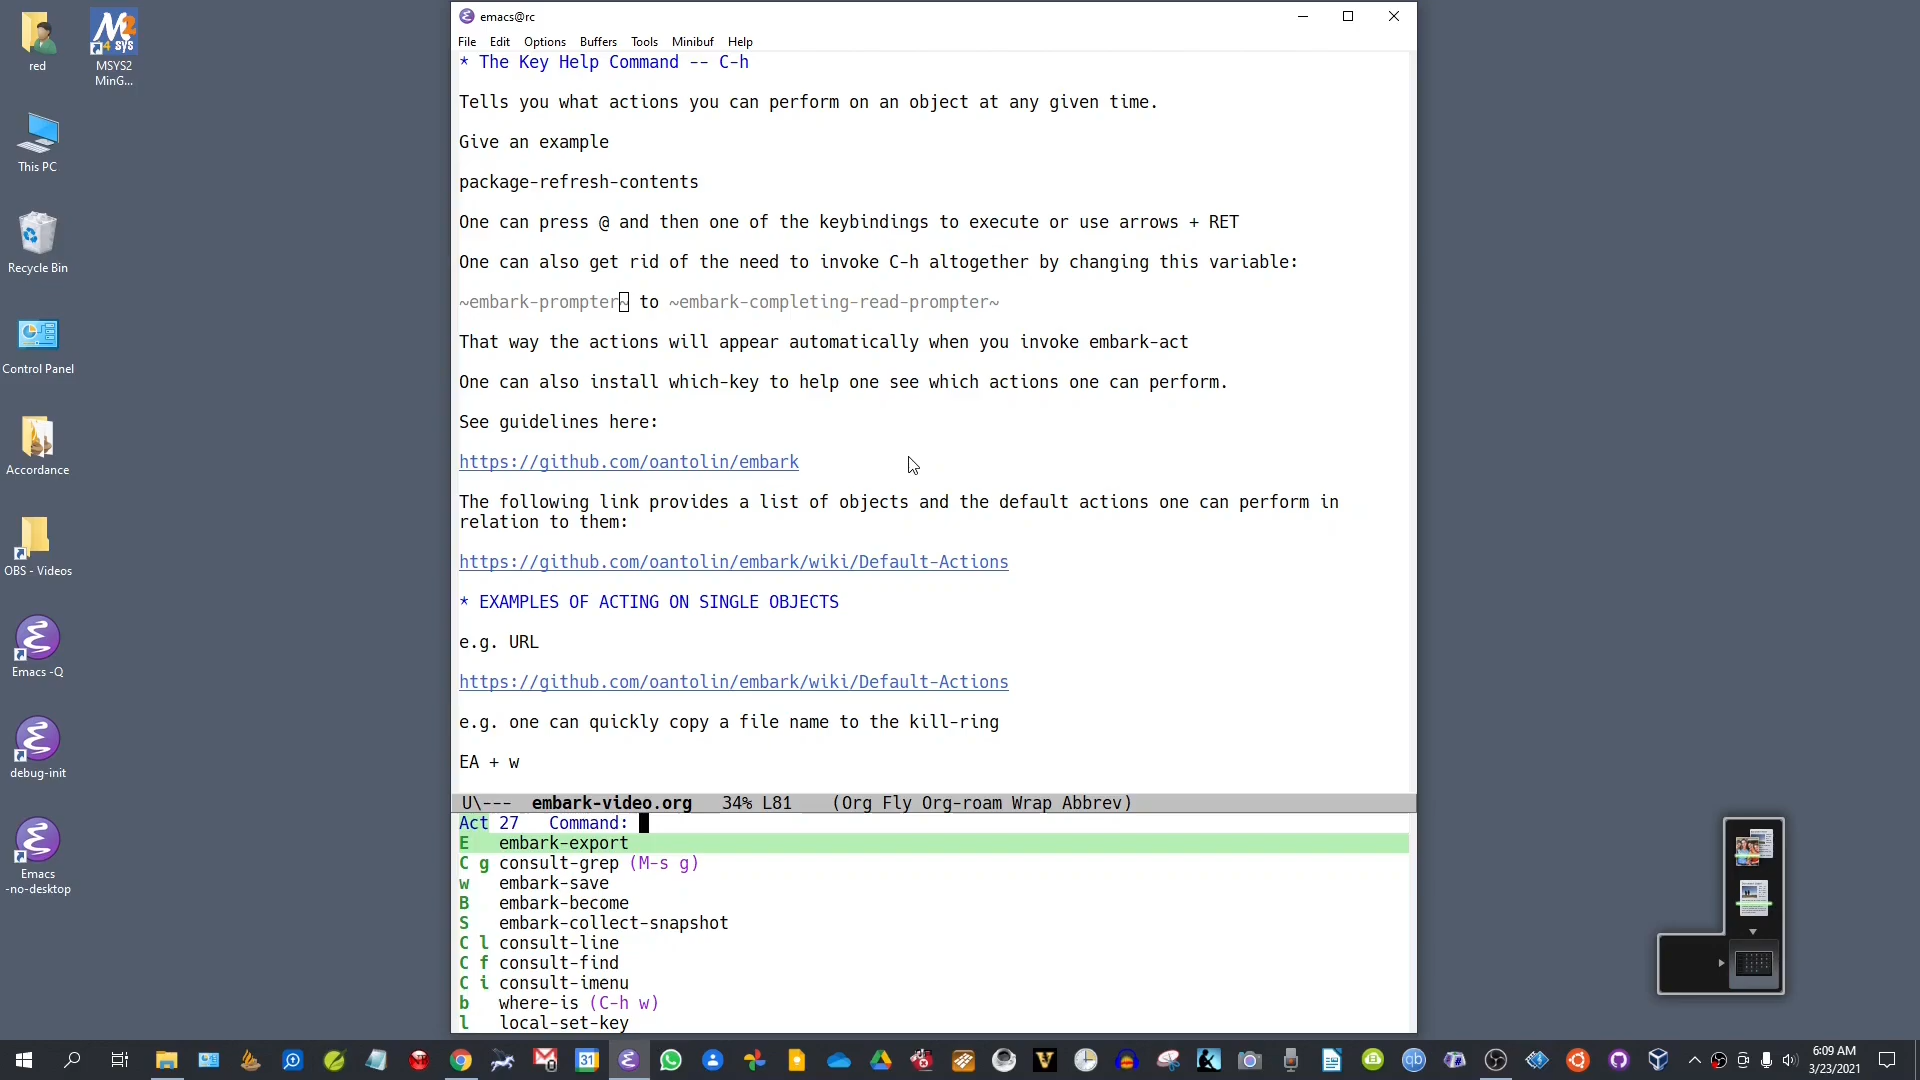 red
MSYS2
MinG...
This PC
Recycle Bin
Control Panel
Accordance
OBS - Videos
Emacs -Q
debug-init
Emacs
-no-desktop
emacs@rc
File Edit Options Buffers Tools Minibuf Help
* The Key Help Command -- C-h
Tells you what actions you can perform on an object at any given time.
Give an example
package-refresh-contents
One can press @ and then one of the keybindings to execute or use arrows + RET
One can also get rid of the need to invoke C-h altogether by changing this variable:
~embark-prompter~ to ~embark-completing-read-prompter~
That way the actions will appear automatically when you invoke embark-act
One can also install which-key to help one see which actions one can perform.
See guidelines here:
https://github.com/oantolin/embark
The following link provides a list of objects and the default actions one can perform in
relation to them:
https://github.com/oantolin/embark/wiki/Default-Actions
* EXAMPLES OF ACTING ON SINGLE OBJECTS
e.g. URL
https://github.com/oantolin/embark/wiki/Default-Actions
e.g. one can quickly copy a file name to the kill-ring
EA + w
U\--- embark-video.org 34% L81 (Org Fly Org-roam Wrap Abbrev)
Act 27 Command:
E embark-export
C g consult-grep (M-s g)
w embark-save
B embark-become
S embark-collect-snapshot
C l consult-line
C f consult-find
C i consult-imenu
b where-is (C-h w)
l local-set-key
6:09 AM
3/23/2021